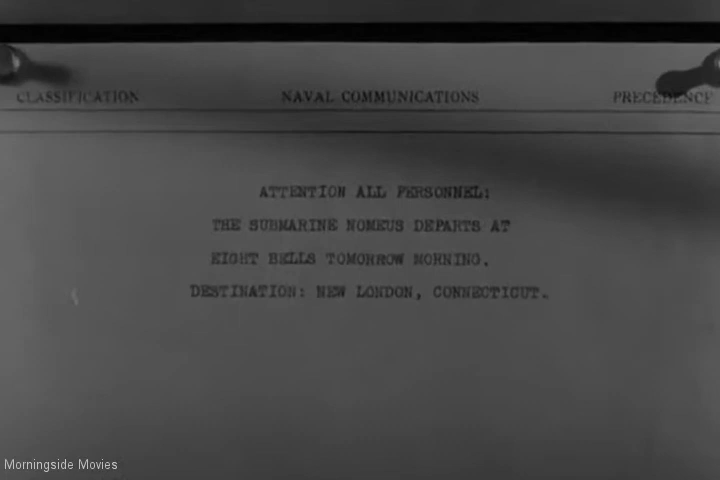 CLASSIFICATION NAVAL COMMUNICATIONS PRECEDENCE
ATTENTION ALL PERSONNEL:
THE SUBMARINE NOMEUS DEPARTS AT
EIGHT BELLS TOMORROW MORNING.
DESTINATION: NEW LONDON, CONNECTICUT.
Morningside Movies